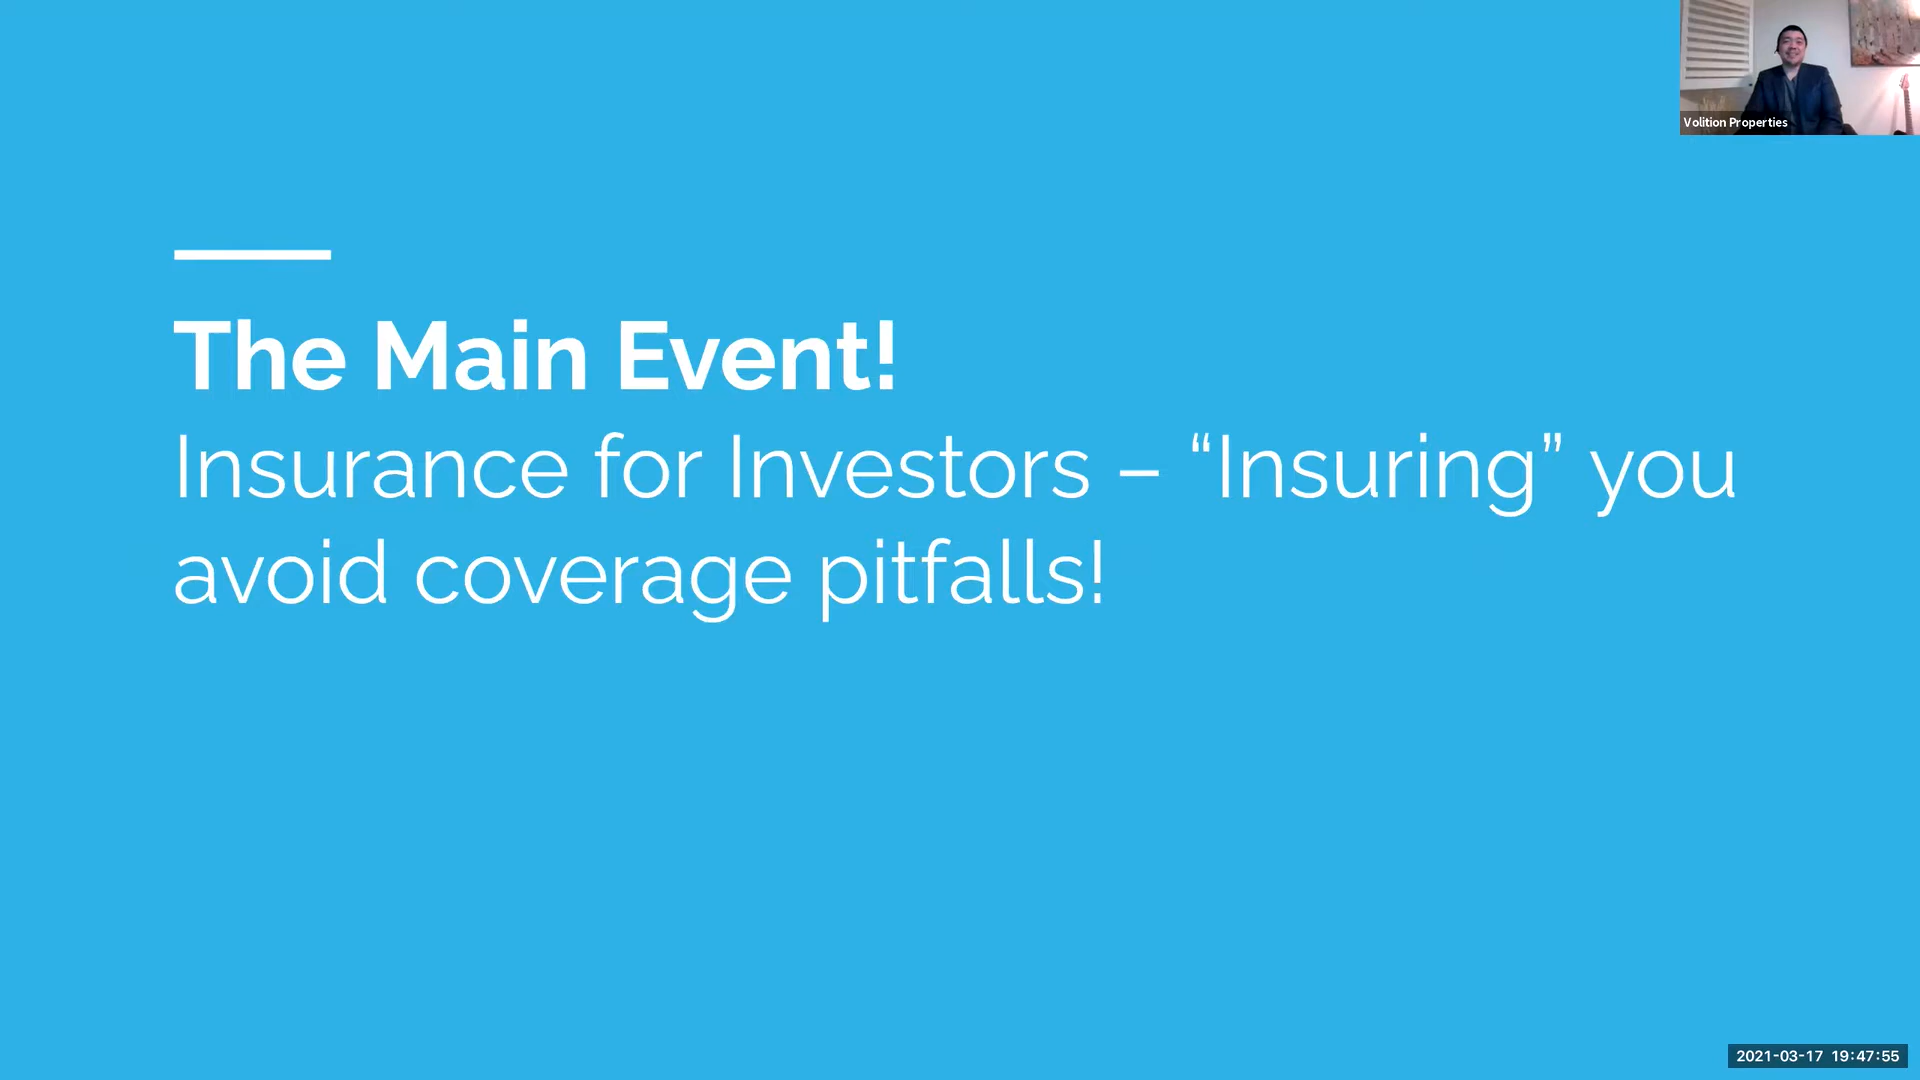 Volition Properties
The Main Event!
Insurance for Investors – “Insuring” you
avoid coverage pitfalls!
2021-03-17 19:47:55